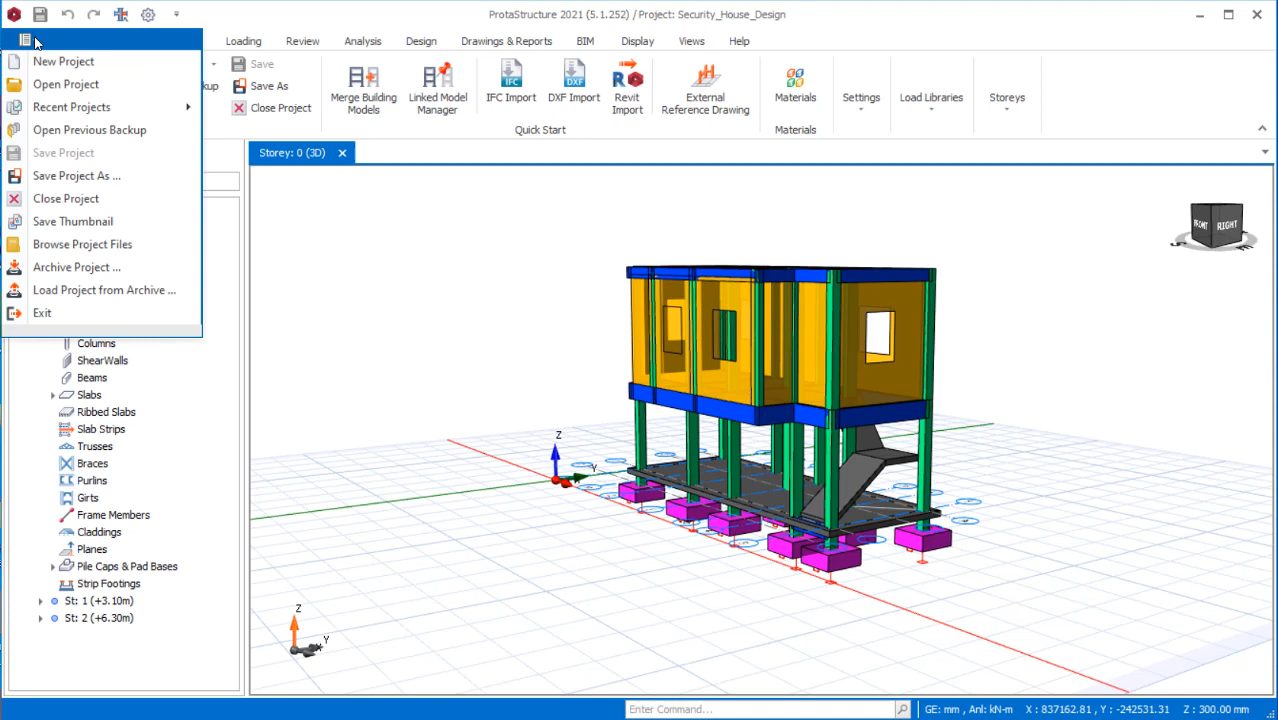 ProtaStructure 2021 (5.1.252) / Project: Security_House_Design
Loading
Review
Analysis
Design
Drawings & Reports
BIM
Display
Views
Help
New Project
Open Project
Recent Projects
Open Previous Backup
Save Project
Save Project As ...
Close Project
Save Thumbnail
Browse Project Files
Archive Project ...
Load Project from Archive ...
Exit
Save
Save As
Close Project
Merge Building
Models
Linked Model
Manager
IFC
IFC Import
DXF
DXF Import
Revit
Import
External
Reference Drawing
Materials
Settings
Load Libraries
Storeys
Quick Start
Materials
Storey: 0 (3D)
FRONT
RIGHT
Columns
ShearWalls
Beams
Slabs
Ribbed Slabs
Slab Strips
Trusses
Braces
Purlins
Girts
Frame Members
Claddings
Planes
Pile Caps & Pad Bases
Strip Footings
St: 1 (+3.10m)
St: 2 (+6.30m)
Z
Y
Z
Y
Enter Command...
GE: mm , Anl: kN-m
X : 837162.81 , Y : -242531.31
Z : 300.00 mm